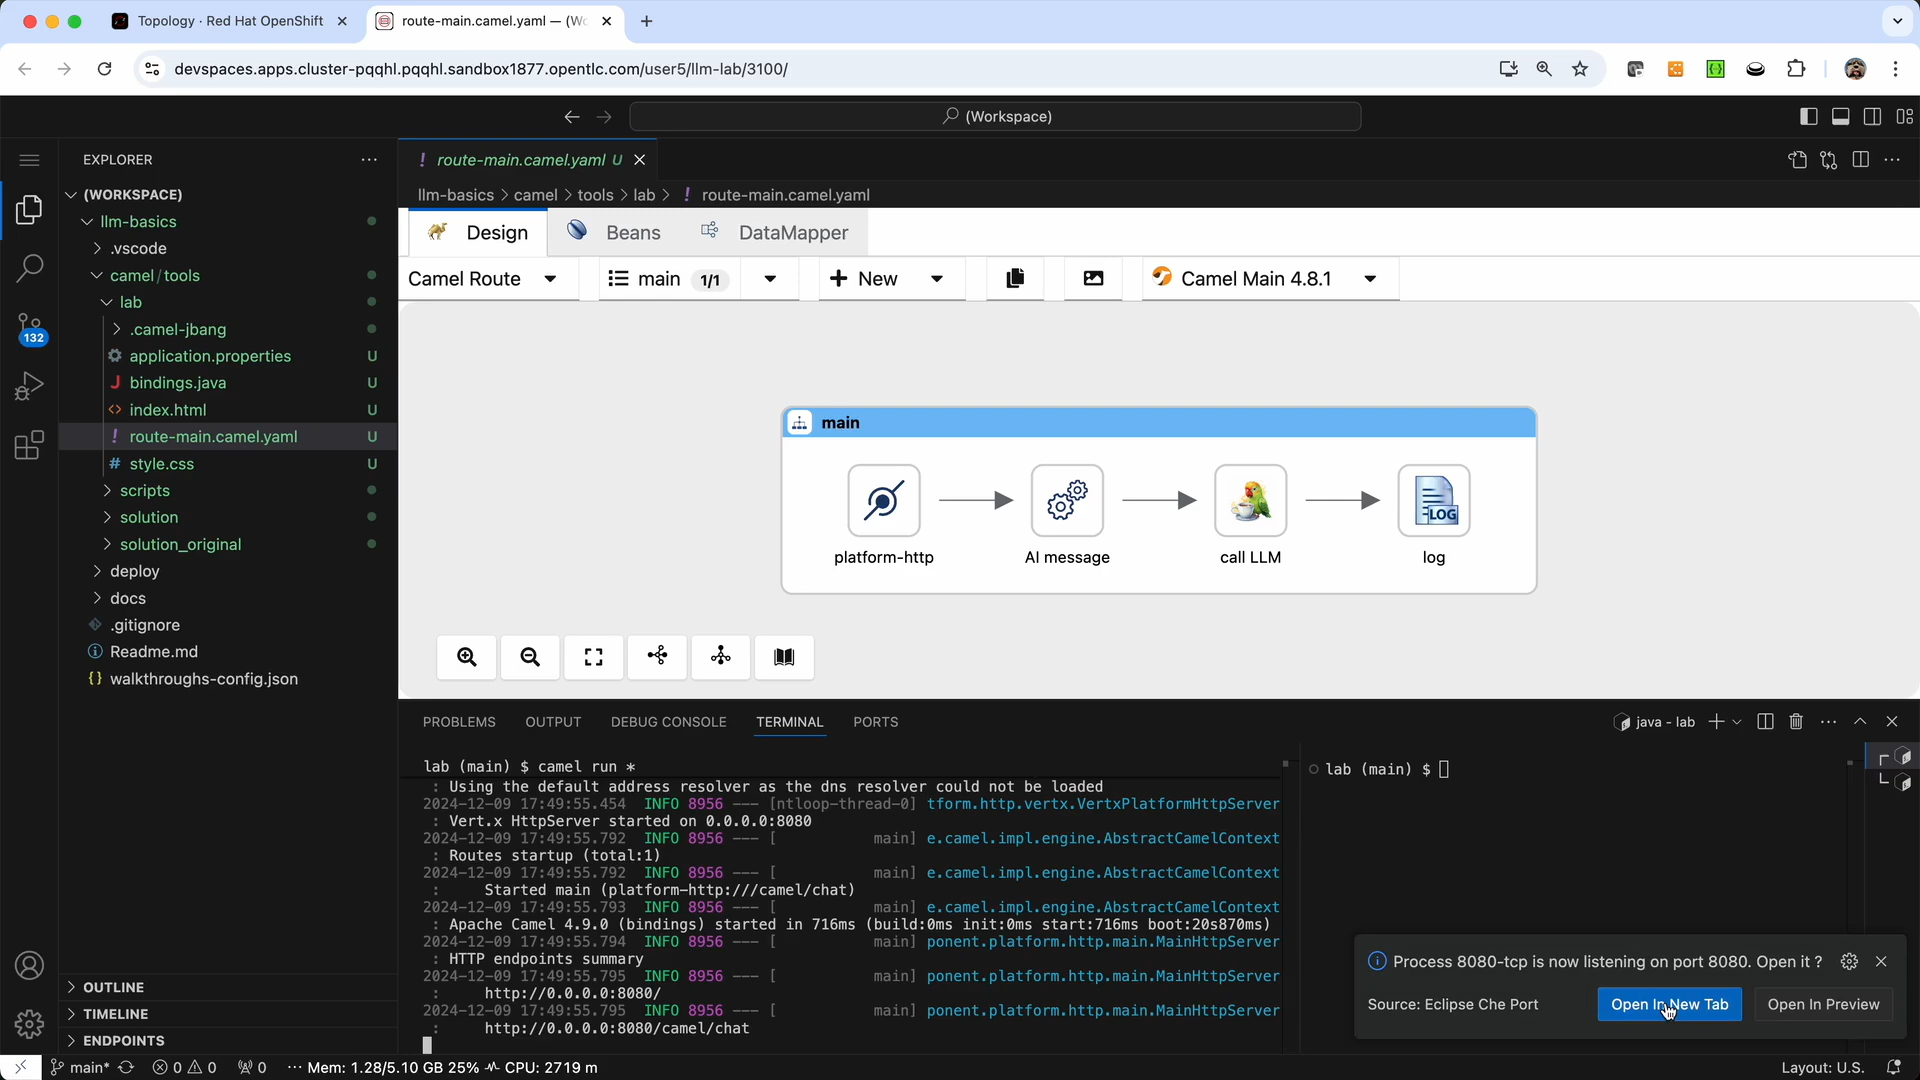 Topology · Red Hat OpenShift
route-main.camel.yaml — (Wo
devspaces.apps.cluster-pqqhl.pqqhl.sandbox1877.opentlc.com/user5/llm-lab/3100/
(Workspace)
EXPLORER
(WORKSPACE)
llm-basics
.vscode
camel/tools
lab
.camel-jbang
application.properties U
bindings.java U
index.html U
route-main.camel.yaml U
style.css U
scripts
solution
solution_original
deploy
docs
.gitignore
Readme.md
walkthroughs-config.json
132
OUTLINE
TIMELINE
ENDPOINTS
! route-main.camel.yaml U
llm-basics > camel > tools > lab > ! route-main.camel.yaml
Design Beans DataMapper
Camel Route main 1/1 New Camel Main 4.8.1
main
platform-http AI message call LLM log
LOG
PROBLEMS OUTPUT DEBUG CONSOLE TERMINAL PORTS
java - lab
lab (main) $ camel run *
: Using the default address resolver as the dns resolver could not be loaded
2024-12-09 17:49:55.454 INFO 8956 --- [ntloop-thread-0] tform.http.vertx.VertxPlatformHttpServer
: Vert.x HttpServer started on 0.0.0.0:8080
2024-12-09 17:49:55.792 INFO 8956 --- [ main] e.camel.impl.engine.AbstractCamelContext
: Routes startup (total:1)
2024-12-09 17:49:55.792 INFO 8956 --- [ main] e.camel.impl.engine.AbstractCamelContext
: Started main (platform-http:///camel/chat)
2024-12-09 17:49:55.793 INFO 8956 --- [ main] e.camel.impl.engine.AbstractCamelContext
: Apache Camel 4.9.0 (bindings) started in 716ms (build:0ms init:0ms start:716ms boot:20s870ms)
2024-12-09 17:49:55.794 INFO 8956 --- [ main] ponent.platform.http.main.MainHttpServer
: HTTP endpoints summary
2024-12-09 17:49:55.795 INFO 8956 --- [ main] ponent.platform.http.main.MainHttpServer
: http://0.0.0.0:8080/
2024-12-09 17:49:55.795 INFO 8956 --- [ main] ponent.platform.http.main.MainHttpServer
: http://0.0.0.0:8080/camel/chat
lab (main) $
Process 8080-tcp is now listening on port 8080. Open it ?
Source: Eclipse Che Port
Open In New Tab
Open In Preview
main* 0 0 0 Mem: 1.28/5.10 GB 25% CPU: 2719 m
Layout: U.S.